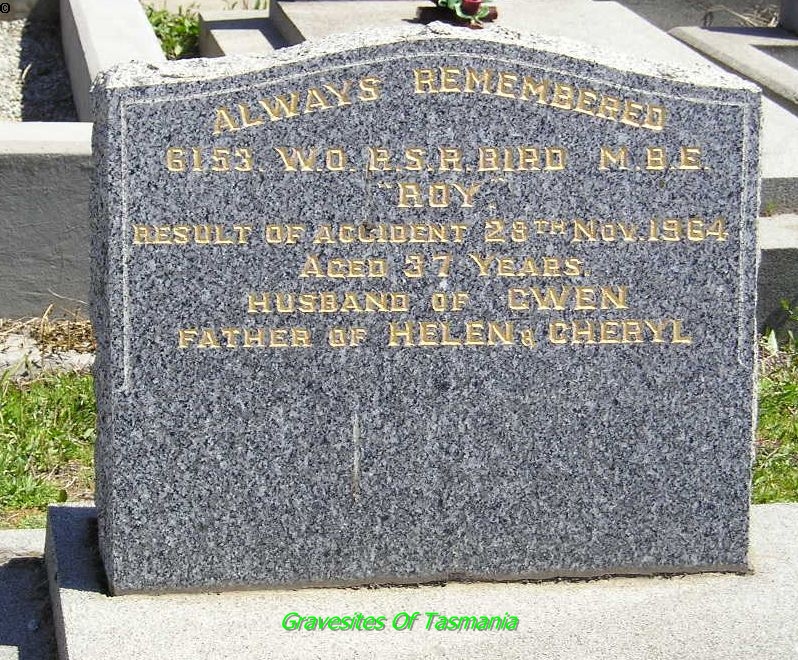 ©
ALWAYS REMEMBERED
6153. W.O. R.S.R. BIRD M.B.E.
"ROY".
RESULT OF ACCIDENT 28TH NOV. 1964
AGED 37 YEARS.
HUSBAND OF GWEN
FATHER OF HELEN & CHERYL
Gravesites Of Tasmania